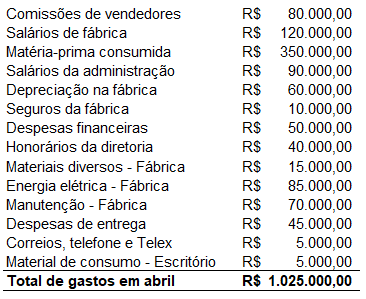 Comissões de vendedores R$ 80.000,00
Salários de fábrica R$ 120.000,00
Matéria-prima consumida R$ 350.000,00
Salários da administração R$ 90.000,00
Depreciação na fábrica R$ 60.000,00
Seguros da fábrica R$ 10.000,00
Despesas financeiras R$ 50.000,00
Honorários da diretoria R$ 40.000,00
Materiais diversos - Fábrica R$ 15.000,00
Energia elétrica - Fábrica R$ 85.000,00
Manutenção - Fábrica R$ 70.000,00
Despesas de entrega R$ 45.000,00
Correios, telefone e Telex R$ 5.000,00
Material de consumo - Escritório R$ 5.000,00
Total de gastos em abril R$ 1.025.000,00